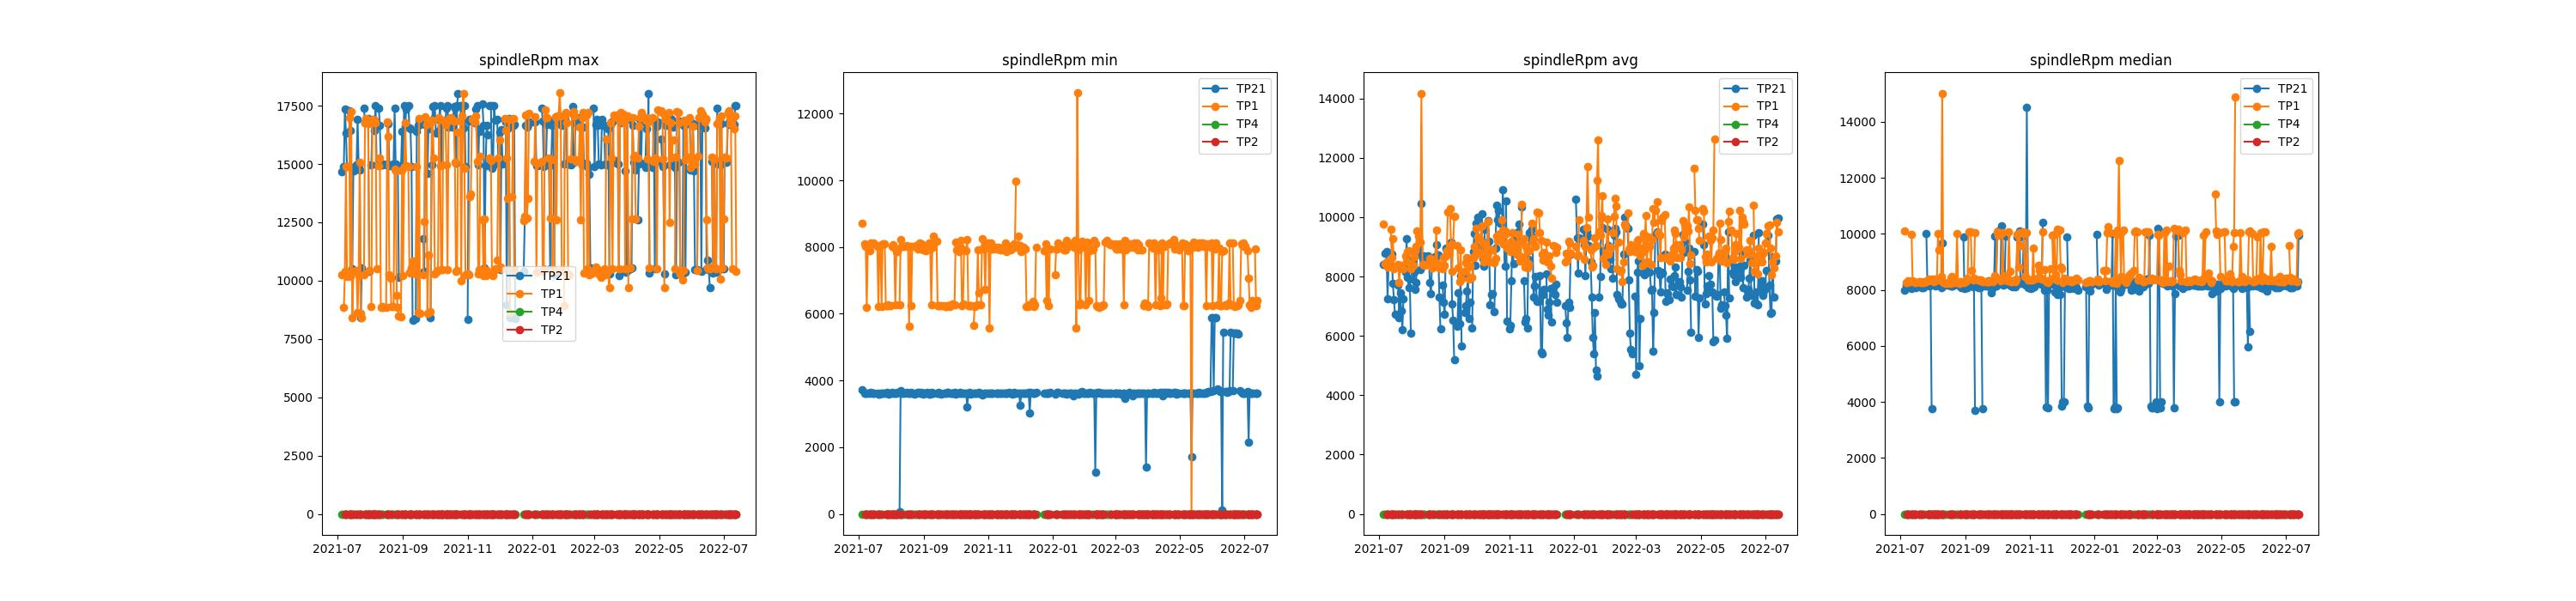 spindleRpm max
17500
15000
12500
10000
7500
5000
2500
0
2021-07 2021-09 2021-11 2022-01 2022-03 2022-05 2022-07
TP21
TP1
TP4
TP2
spindleRpm min
12000
10000
8000
6000
4000
2000
0
2021-07 2021-09 2021-11 2022-01 2022-03 2022-05 2022-07
TP21
TP1
TP4
TP2
spindleRpm avg
14000
12000
10000
8000
6000
4000
2000
0
2021-07 2021-09 2021-11 2022-01 2022-03 2022-05 2022-07
TP21
TP1
TP4
TP2
spindleRpm median
14000
12000
10000
8000
6000
4000
2000
0
2021-07 2021-09 2021-11 2022-01 2022-03 2022-05 2022-07
TP21
TP1
TP4
TP2